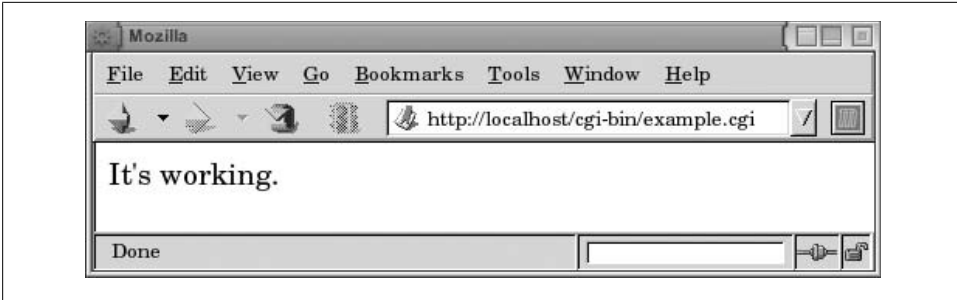 Mozilla
File Edit View Go Bookmarks Tools Window Help
http://localhost/cgi-bin/example.cgi
It's working.
Done